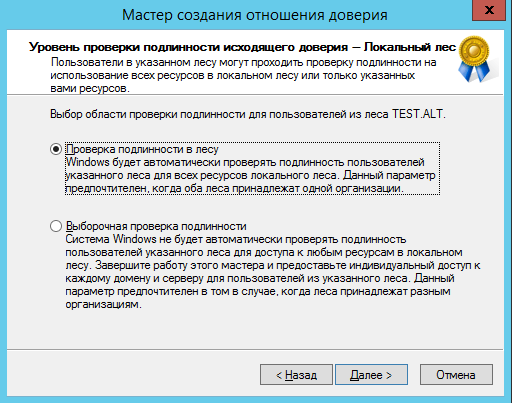 Мастер создания отношения доверия
x
Уровень проверки подлинности исходящего доверия – Локальный лес
Пользователи в указанном лесу могут проходить проверку подлинности на
использование всех ресурсов в локальном лесу или только указанных
вами ресурсов.
Выбор области проверки подлинности для пользователей из леса TEST.ALT.
Проверка подлинности в лесу
Windows будет автоматически проверять подлинность пользователей
указанного леса для всех ресурсов локального леса. Данный параметр
предпочтителен, когда оба леса принадлежат одной организации.
Выборочная проверка подлинности
Система Windows не будет автоматически проверять подлинность
пользователей указанного леса для доступа к любым ресурсам в локальном
лесу. Завершите работу этого мастера и предоставьте индивидуальный доступ к
каждому домену и серверу для пользователей из указанного леса. Данный
параметр предпочтителен в том в случае, когда леса принадлежат разным
организациям.
< Назад
Далее >
Отмена